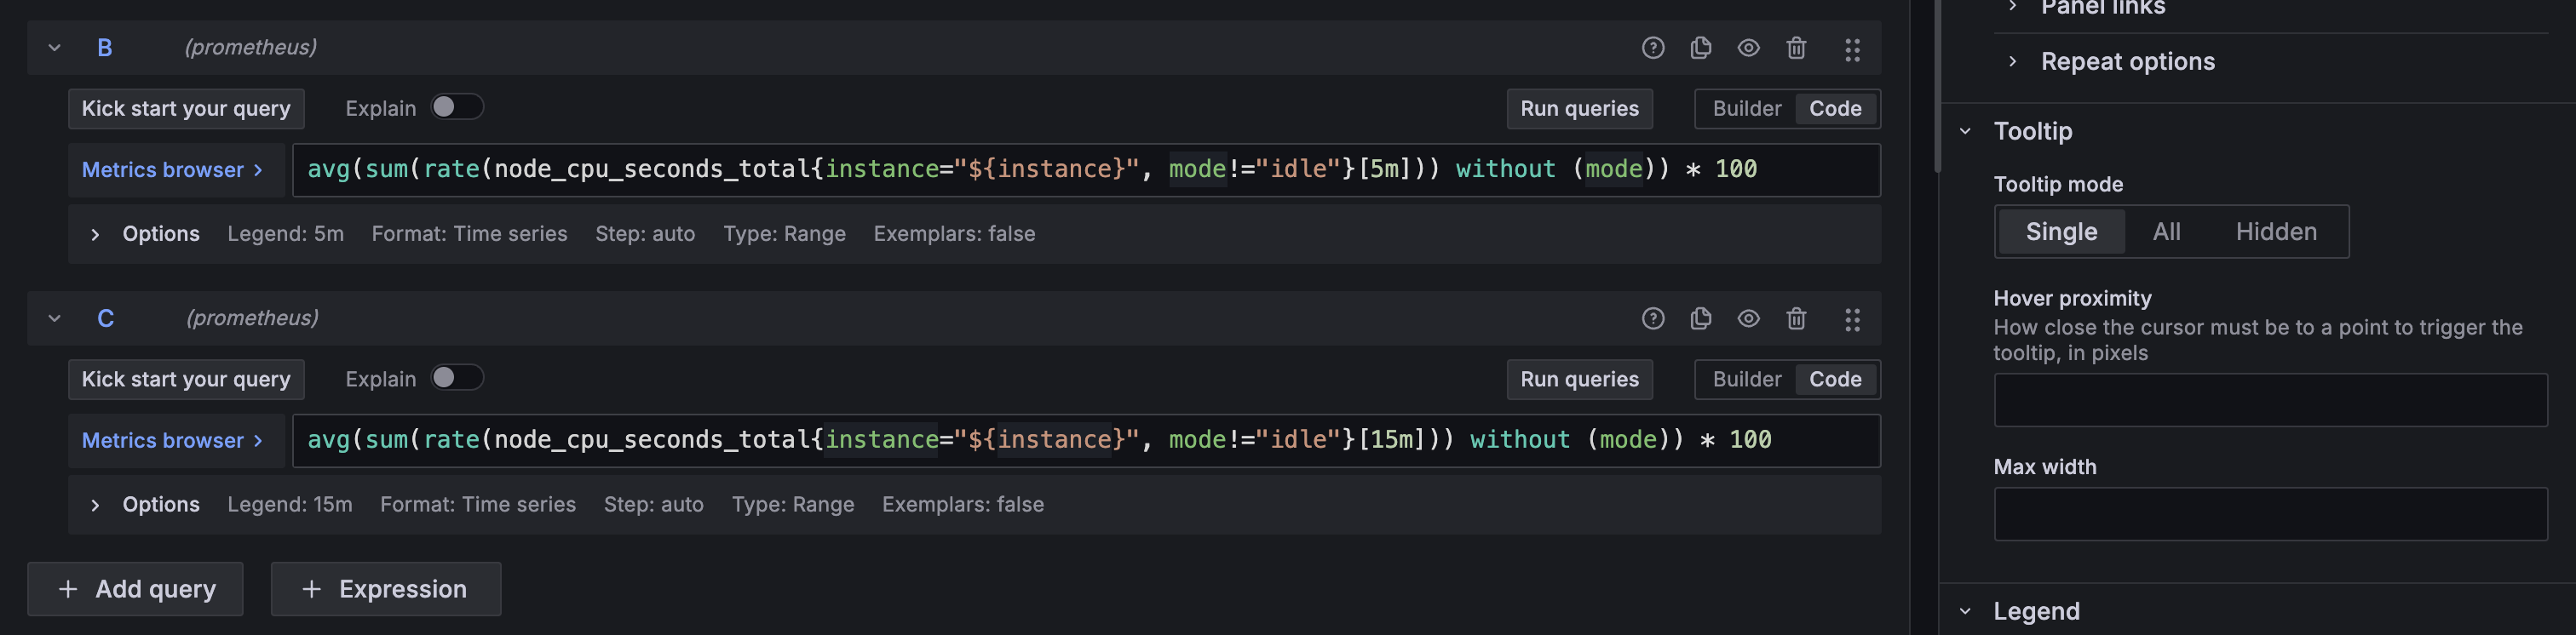 B (prometheus)
Kick start your query Explain Run queries Builder Code
Metrics browser > avg(sum(rate(node_cpu_seconds_total{instance="${instance}", mode!="idle"}[5m])) without (mode)) * 100
Options Legend: 5m Format: Time series Step: auto Type: Range Exemplars: false
C (prometheus)
Kick start your query Explain Run queries Builder Code
Metrics browser > avg(sum(rate(node_cpu_seconds_total{instance="${instance}", mode!="idle"}[15m])) without (mode)) * 100
Options Legend: 15m Format: Time series Step: auto Type: Range Exemplars: false
+ Add query + Expression
Panel links
Repeat options
Tooltip
Tooltip mode
Single All Hidden
Hover proximity
How close the cursor must be to a point to trigger the
tooltip, in pixels
Max width
Legend